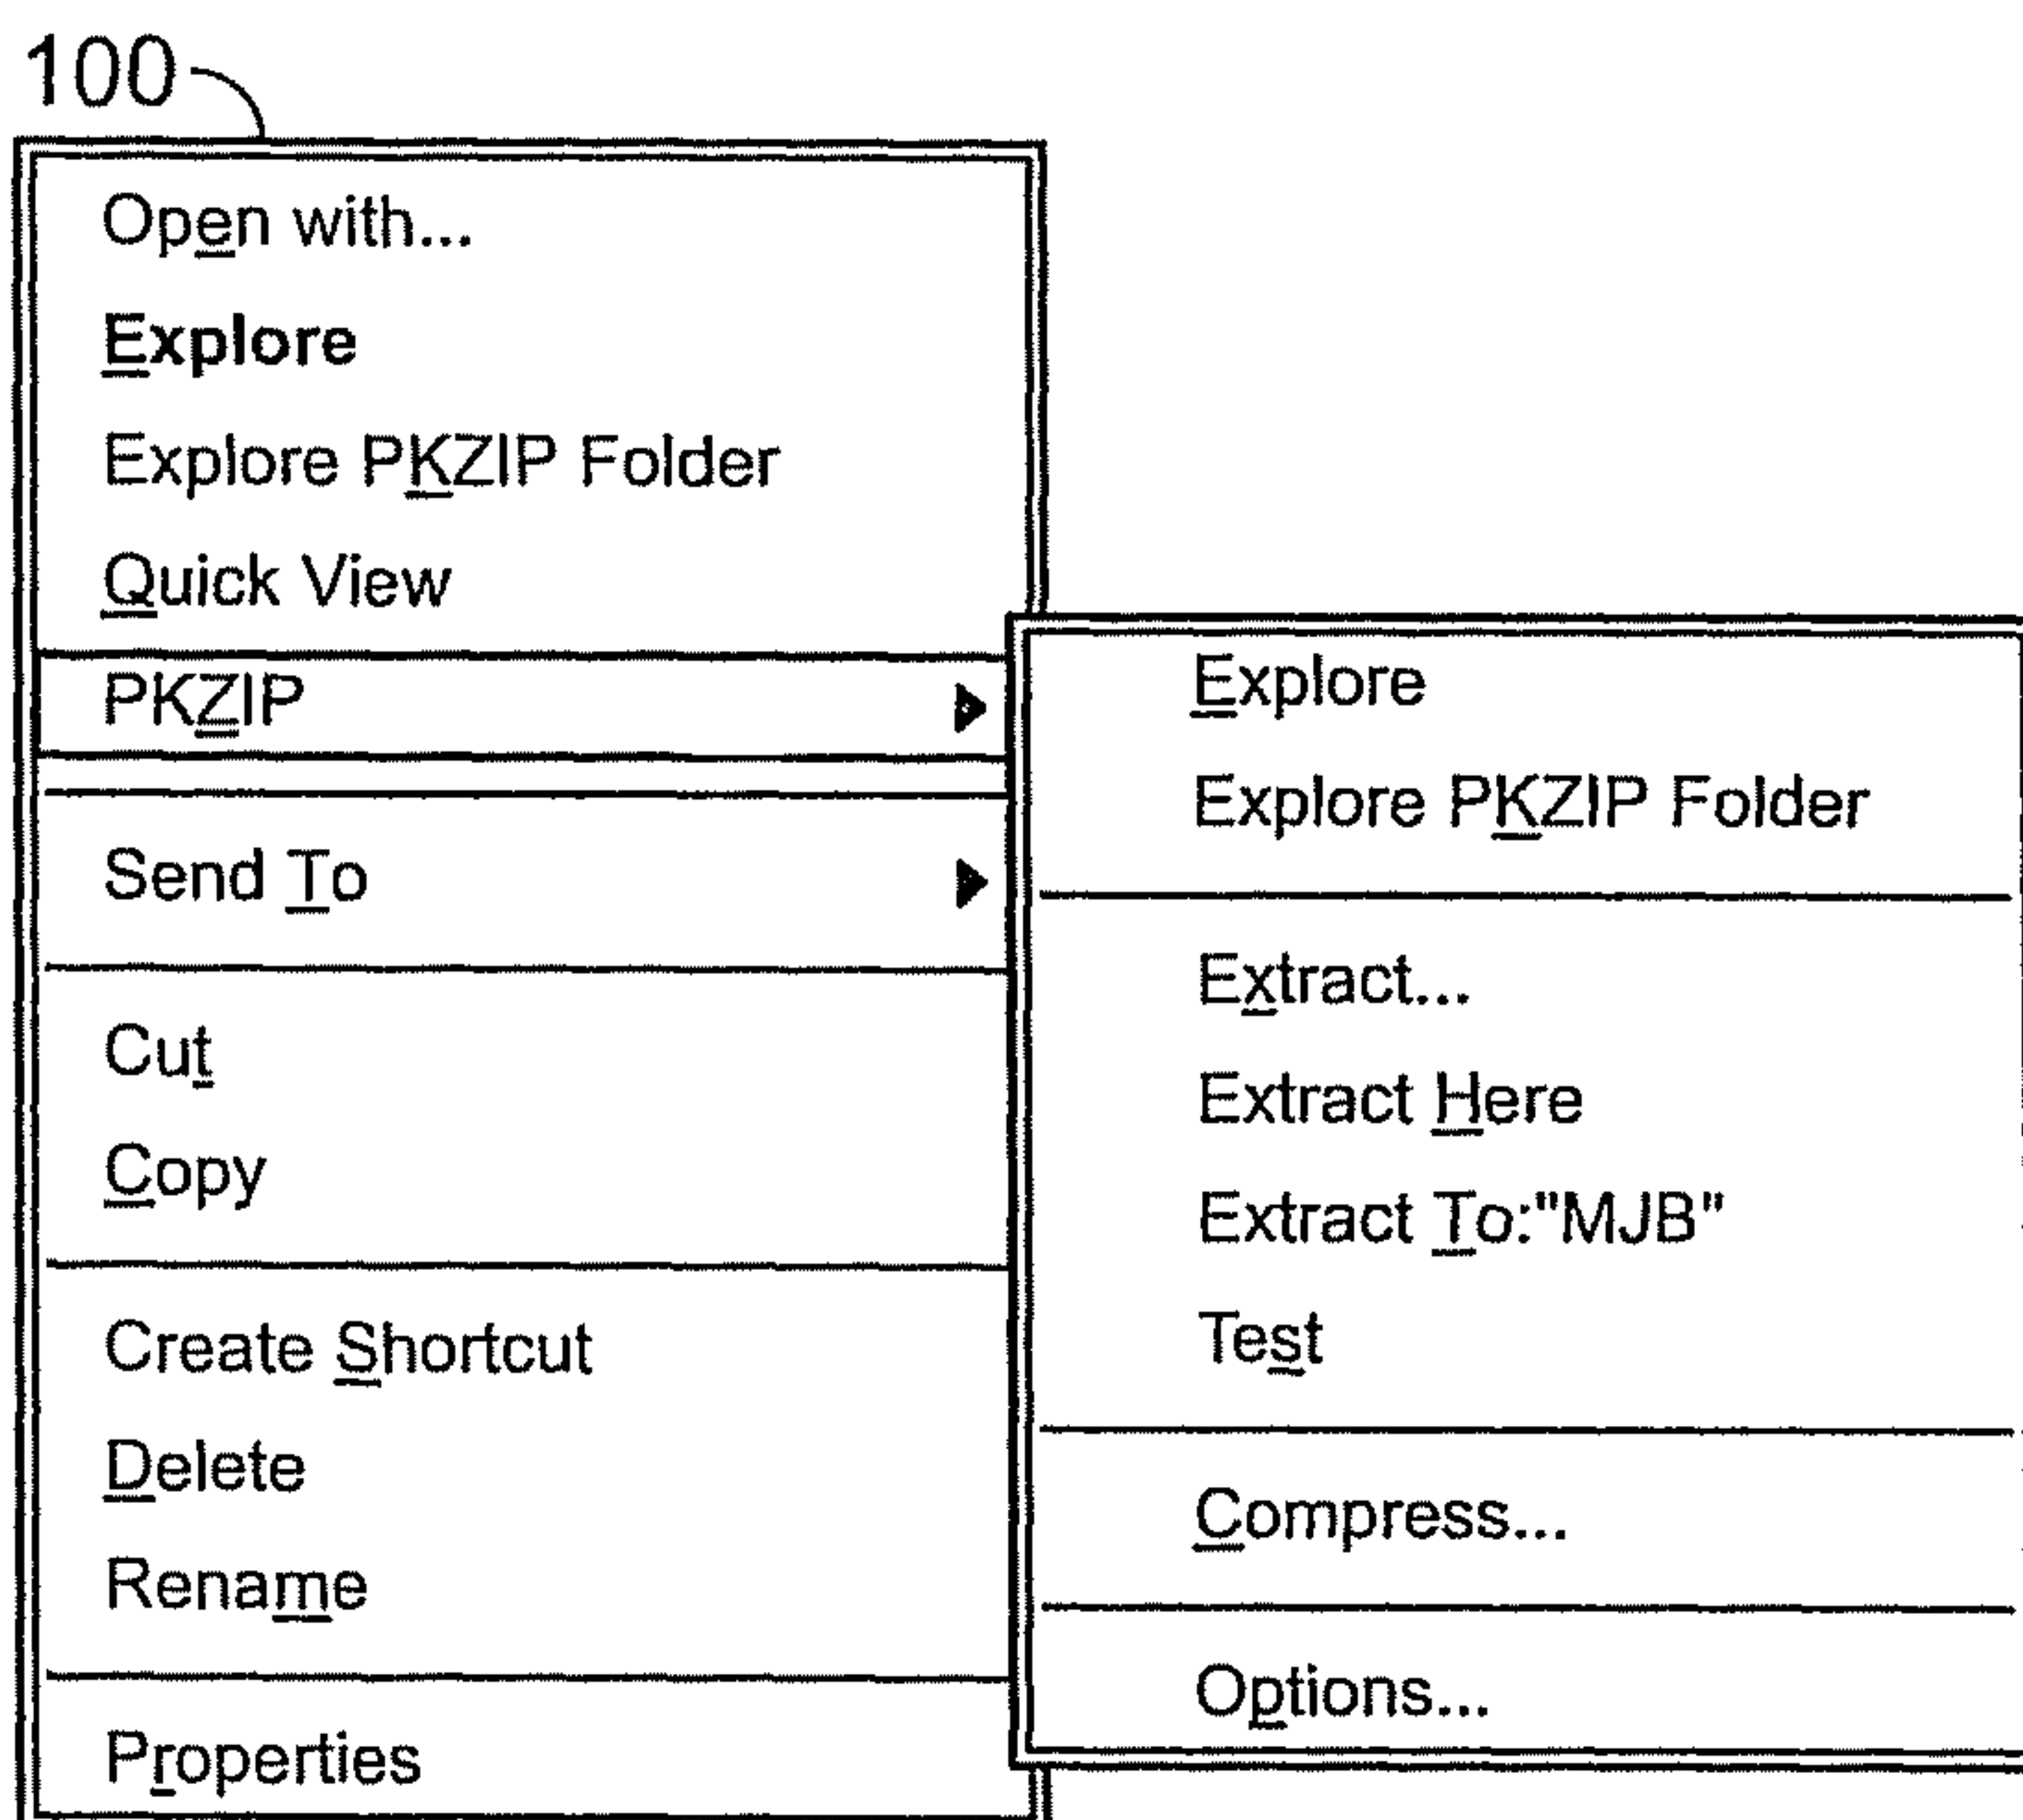 100
Open with...
Explore
Explore PKZIP Folder
Quick View
PKZIP
Send To
Cut
Copy
Create Shortcut
Delete
Rename
Properties
Explore
Explore PKZIP Folder
Extract...
Extract Here
Extract To:"MJB"
Test
Compress...
Options...